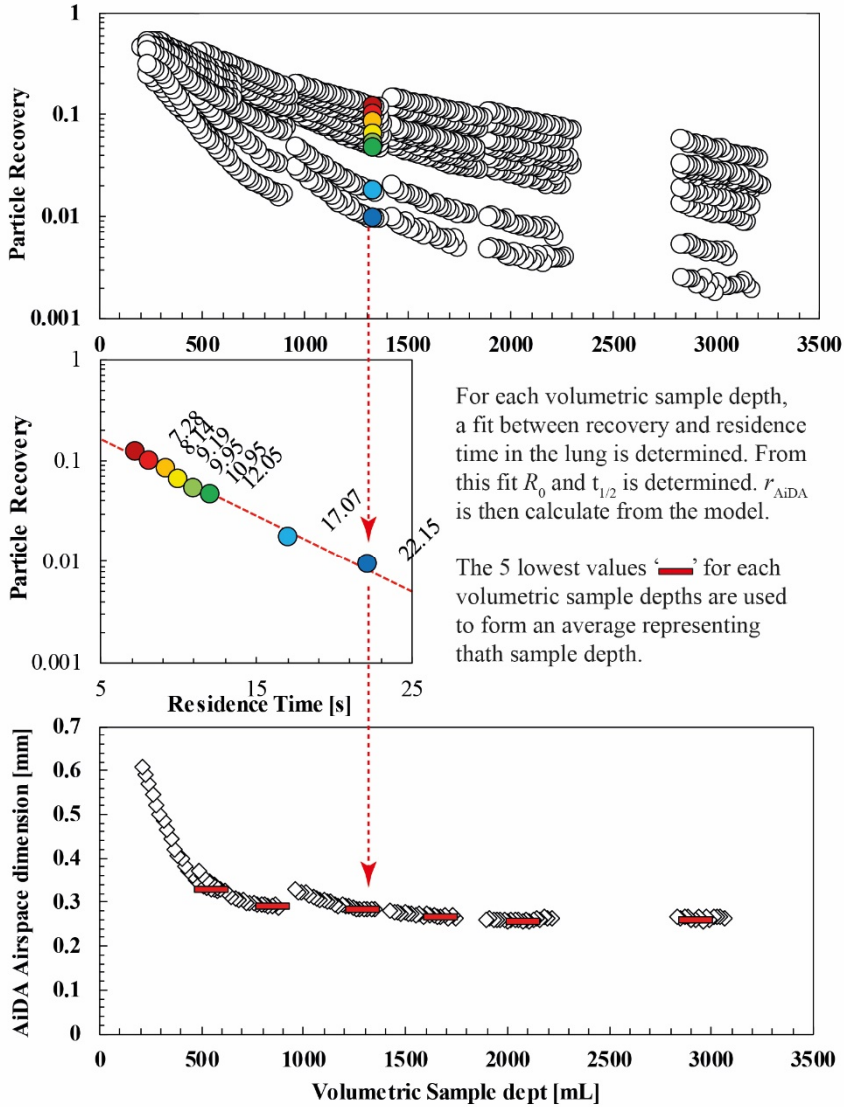 1
0.1
0.01
0.001
Particle Recovery
0 500 1000 1500 2000 2500 3000 3500
1
0.1
0.01
0.001
Particle Recovery
7.28
8.14
9.19
9.95
10.95
12.05
17.07
22.15
5 15 25
Residence Time [s]
For each volumetric sample depth,
a fit between recovery and residence
time in the lung is determined. From
this fit R0 and t1/2 is determined. rAiDA
is then calculate from the model.
The 5 lowest values ‘ ’ for each
volumetric sample depths are used
to form an average representing
thath sample depth.
0.7
0.6
0.5
0.4
0.3
0.2
0.1
0
AiDA Airspace dimension [mm]
0 500 1000 1500 2000 2500 3000 3500
Volumetric Sample dept [mL]